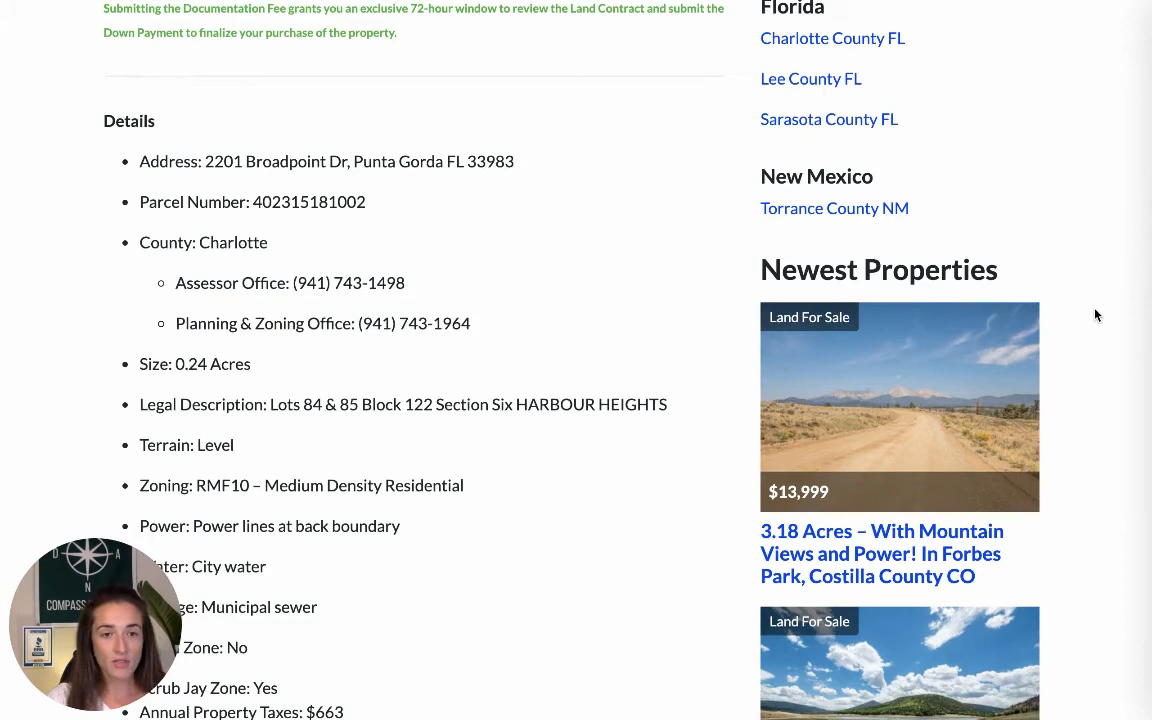 Submitting the Documentation Fee grants you an exclusive 72-hour window to review the Land Contract and submit the
Down Payment to finalize your purchase of the property.
Details
Address: 2201 Broadpoint Dr, Punta Gorda FL 33983
Parcel Number: 402315181002
County: Charlotte
Assessor Office: (941) 743-1498
Planning & Zoning Office: (941) 743-1964
Size: 0.24 Acres
Legal Description: Lots 84 & 85 Block 122 Section Six HARBOUR HEIGHTS
Terrain: Level
Zoning: RMF10 – Medium Density Residential
Power: Power lines at back boundary
ater: City water
ge: Municipal sewer
Zone: No
crub Jay Zone: Yes
Annual Property Taxes: $663
D A
N
COMPASS
Florida
Charlotte County FL
Lee County FL
Sarasota County FL
New Mexico
Torrance County NM
Newest Properties
Land For Sale
$13,999
3.18 Acres – With Mountain
Views and Power! In Forbes
Park, Costilla County CO
Land For Sale